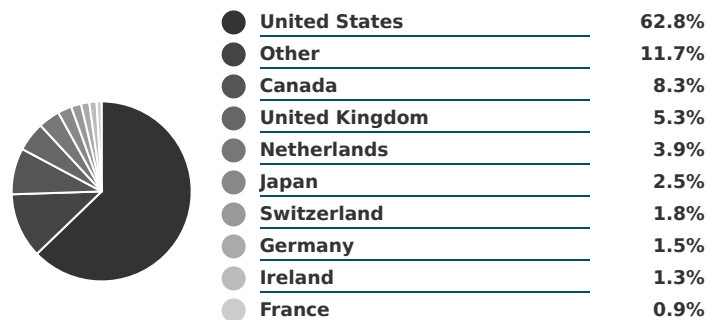 United States 62.8%
Other 11.7%
Canada 8.3%
United Kingdom 5.3%
Netherlands 3.9%
Japan 2.5%
Switzerland 1.8%
Germany 1.5%
Ireland 1.3%
France 0.9%